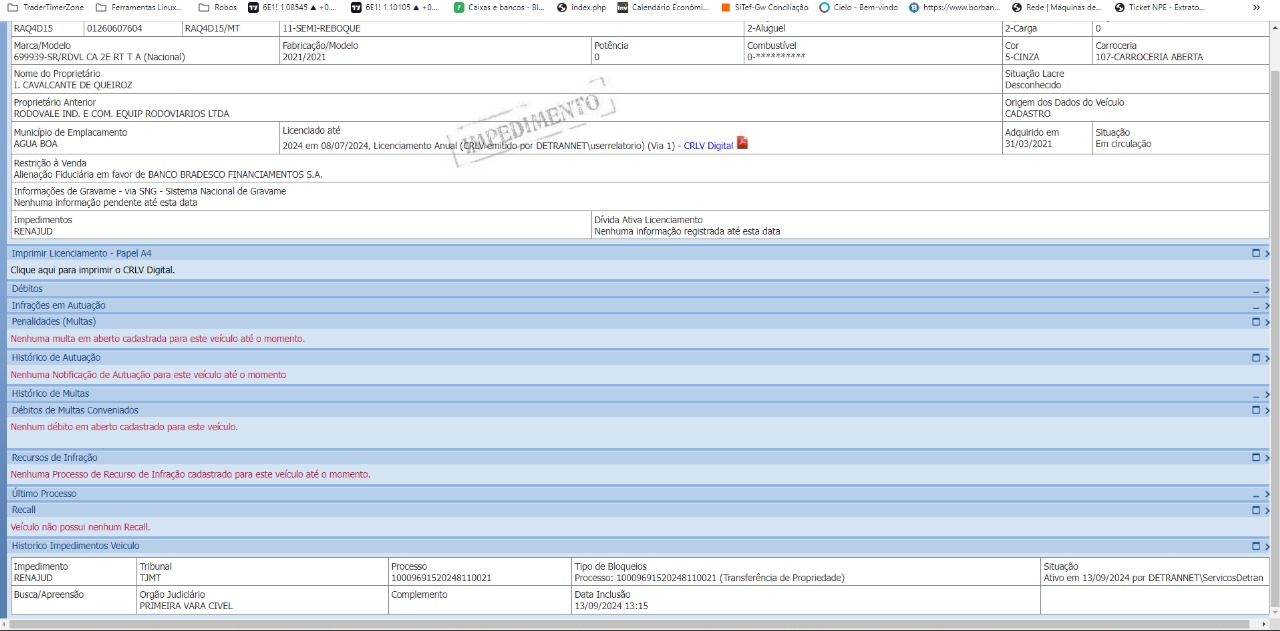 TraderTimerZone Ferramentas Linux... Robos 6E1! 1,08545 ▲ +0.... 6E1! 1.10105 ▲ +0.... Caixas e bancos - Bl... index.php Calendário Econômi... SiTef-Gw Conciliação Cielo - Bem-vindo https://www.borban... Rede | Máquinas de... Ticket NPE - Extrato... »
RAQ4D15 01260607604 RAQ4D15/MT 11-SEMI-REBOQUE 2-Aluguel 2-Carga 0
Marca/Modelo Fabricação/Modelo Potência Combustível Cor Carroceria
699939-SR/RDVL CA 2E RT T A (Nacional) 2021/2021 0 0-********** 5-CINZA 107-CARROCERIA ABERTA
Nome do Proprietário Situação Lacre
I. CAVALCANTE DE QUEIROZ Desconhecido
Proprietário Anterior Origem dos Dados do Veículo
RODOVALE IND. E COM. EQUIP RODOVIARIOS LTDA CADASTRO
IMPEDIMENTO
Município de Emplacamento Licenciado até Adquirido em Situação
AGUA BOA 2024 em 08/07/2024, Licenciamento Anual (CRLV emitido por DETRANNET\userrelatorio) (Via 1) - CRLV Digital 31/03/2021 Em circulação
Restrição à Venda
Alienação Fiduciária em favor de BANCO BRADESCO FINANCIAMENTOS S.A.
Informações de Gravame - via SNG - Sistema Nacional de Gravame
Nenhuma informação pendente até esta data
Impedimentos Dívida Ativa Licenciamento
RENAJUD Nenhuma informação registrada até esta data
Imprimir Licenciamento - Papel A4
Clique aqui para imprimir o CRLV Digital.
Débitos
Infrações em Autuação
Penalidades (Multas)
Nenhuma multa em aberto cadastrada para este veículo até o momento.
Histórico de Autuação
Nenhuma Notificação de Autuação para este veículo até o momento
Histórico de Multas
Débitos de Multas Conveniados
Nenhum débito em aberto cadastrado para este veículo.
Recursos de Infração
Nenhuma Processo de Recurso de Infração cadastrado para este veículo até o momento.
Último Processo
Recall
Veículo não possui nenhum Recall.
Historico Impedimentos Veiculo
Impedimento Tribunal Processo Tipo de Bloqueios Situação
RENAJUD TJMT 10009691520248110021 Processo: 10009691520248110021 (Transferência de Propriedade) Ativo em 13/09/2024 por DETRANNET\ServicosDetran
Busca/Apreensão Orgão Judiciário Complemento Data Inclusão
PRIMEIRA VARA CIVEL 13/09/2024 13:15